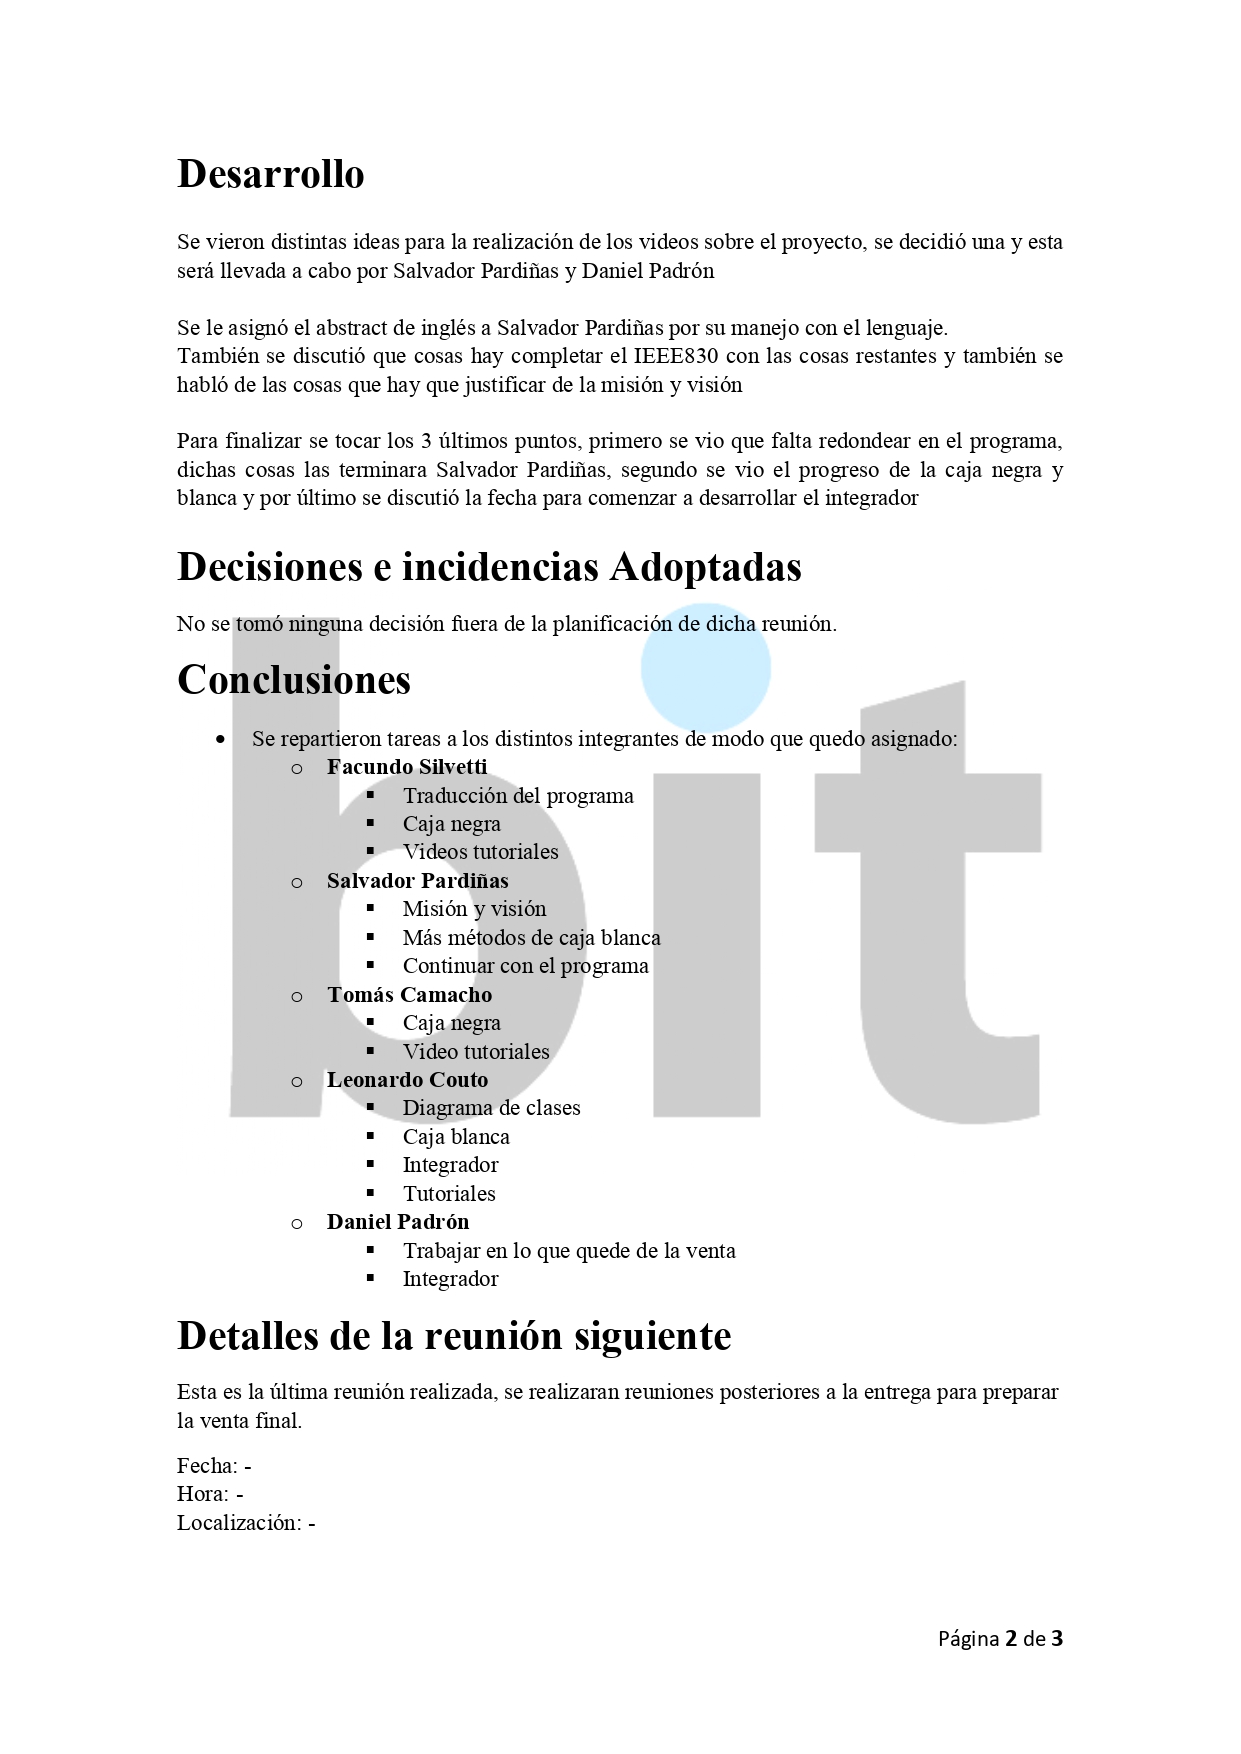 Desarrollo
Se vieron distintas ideas para la realización de los videos sobre el proyecto, se decidió una y esta
será llevada a cabo por Salvador Pardiñas y Daniel Padrón
Se le asignó el abstract de inglés a Salvador Pardiñas por su manejo con el lenguaje.
También se discutió que cosas hay completar el IEEE830 con las cosas restantes y también se
habló de las cosas que hay que justificar de la misión y visión
Para finalizar se tocar los 3 últimos puntos, primero se vio que falta redondear en el programa,
dichas cosas las terminara Salvador Pardiñas, segundo se vio el progreso de la caja negra y
blanca y por último se discutió la fecha para comenzar a desarrollar el integrador
Decisiones e incidencias Adoptadas
No se tomó ninguna decisión fuera de la planificación de dicha reunión.
Conclusiones
• Se repartieron tareas a los distintos integrantes de modo que quedo asignado:
o Facundo Silvetti
▪ Traducción del programa
▪ Caja negra
▪ Videos tutoriales
o Salvador Pardiñas
▪ Misión y visión
▪ Más métodos de caja blanca
▪ Continuar con el programa
o Tomás Camacho
▪ Caja negra
▪ Video tutoriales
o Leonardo Couto
▪ Diagrama de clases
▪ Caja blanca
▪ Integrador
▪ Tutoriales
o Daniel Padrón
▪ Trabajar en lo que quede de la venta
▪ Integrador
bit
Detalles de la reunión siguiente
Esta es la última reunión realizada, se realizaran reuniones posteriores a la entrega para preparar
la venta final.
Fecha: -
Hora: -
Localización: -
Página 2 de 3